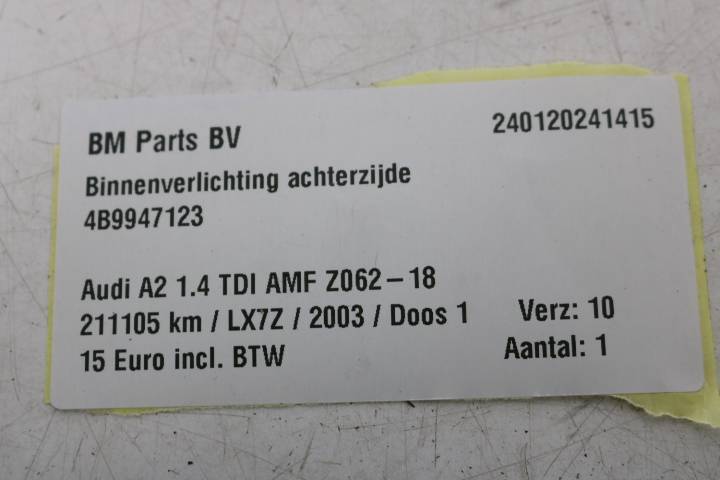 BM Parts BV 240120241415
Binnenverlichting achterzijde
4B9947123
Audi A2 1.4 TDI AMF Z062-18
211105 km / LX7Z / 2003 / Doos 1 Verz: 10
15 Euro incl. BTW Aantal: 1